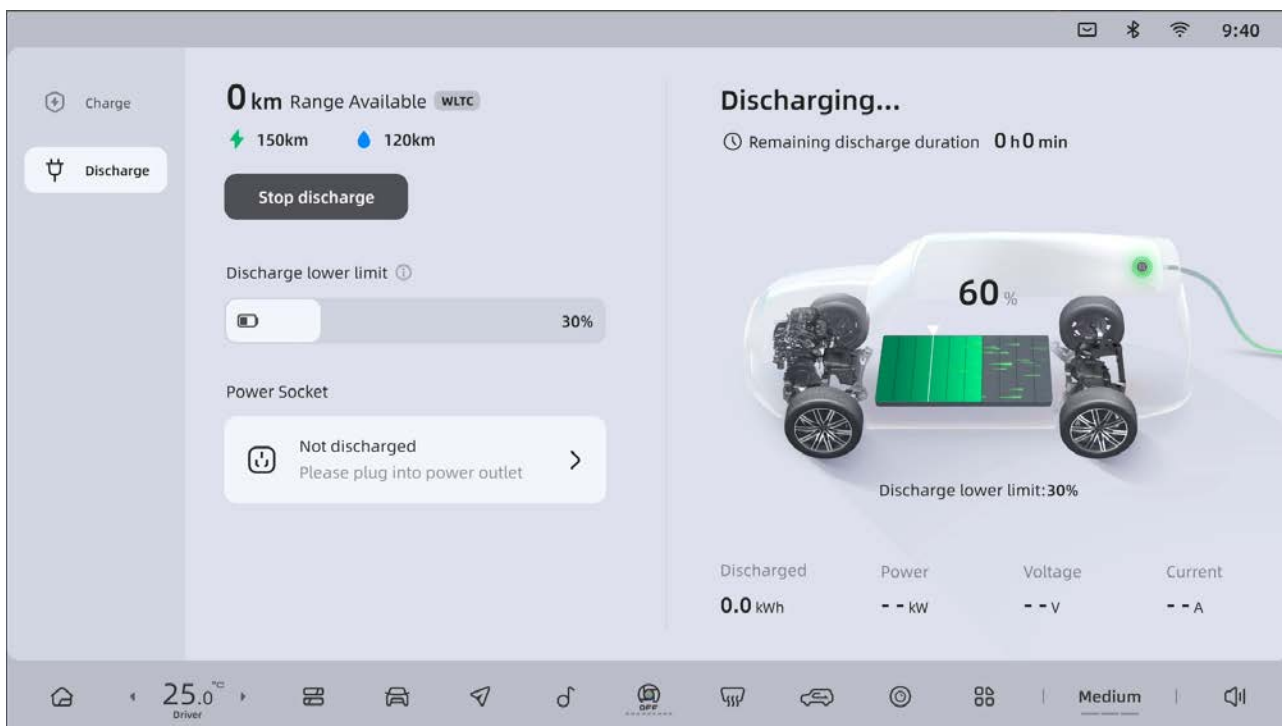 9:40
Charge
Discharge
0 km Range Available WLTC
150km 120km
Stop discharge
Discharge lower limit
30%
Power Socket
Not discharged
Please plug into power outlet
Discharging...
Remaining discharge duration 0 h 0 min
60 %
Discharge lower limit:30%
Discharged Power Voltage Current
0.0 kWh - - kW - - V - - A
25.0 °C
Driver
OFF
Medium